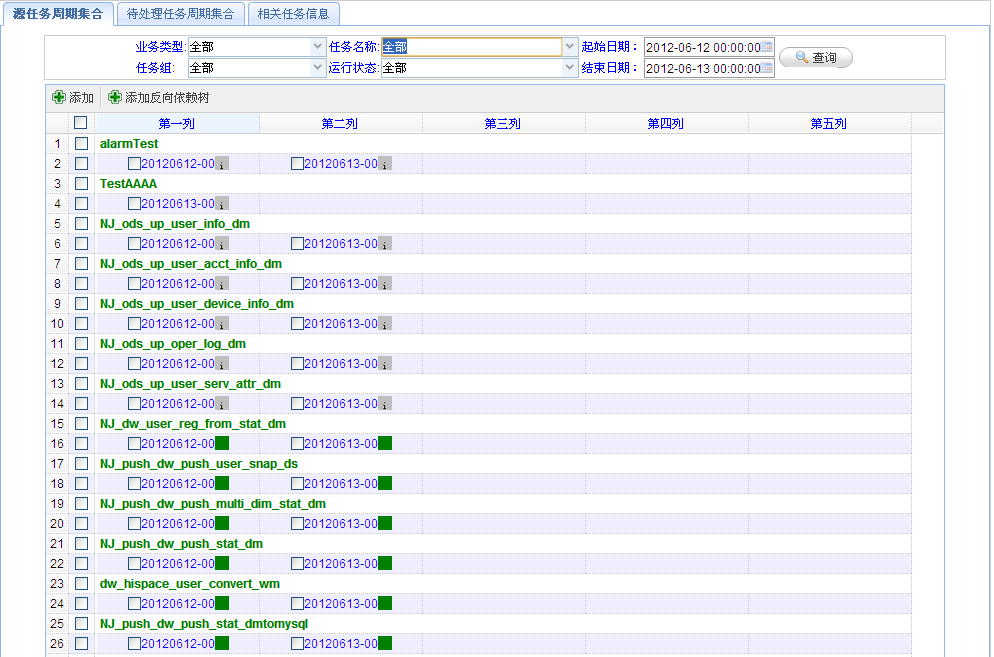 源任务周期集合 待处理任务周期集合 相关任务信息
业务类型: 全部 任务名称: 全部 起始日期： 2012-06-12 00:00:00 查询
任务组: 全部 运行状态: 全部 结束日期： 2012-06-13 00:00:00
添加 添加反向依赖树
第一列 第二列 第三列 第四列 第五列
1 alarmTest
2 20120612-00 i 20120613-00 i
3 TestAAAA
4 20120613-00 i
5 NJ_ods_up_user_info_dm
6 20120612-00 i 20120613-00 i
7 NJ_ods_up_user_acct_info_dm
8 20120612-00 i 20120613-00 i
9 NJ_ods_up_user_device_info_dm
10 20120612-00 i 20120613-00 i
11 NJ_ods_up_oper_log_dm
12 20120612-00 i 20120613-00 i
13 NJ_ods_up_user_serv_attr_dm
14 20120612-00 i 20120613-00 i
15 NJ_dw_user_reg_from_stat_dm
16 20120612-00 20120613-00
17 NJ_push_dw_push_user_snap_ds
18 20120612-00 20120613-00
19 NJ_push_dw_push_multi_dim_stat_dm
20 20120612-00 20120613-00
21 NJ_push_dw_push_stat_dm
22 20120612-00 20120613-00
23 dw_hispace_user_convert_wm
24 20120612-00 20120613-00
25 NJ_push_dw_push_stat_dmtomysql
26 20120612-00 20120613-00